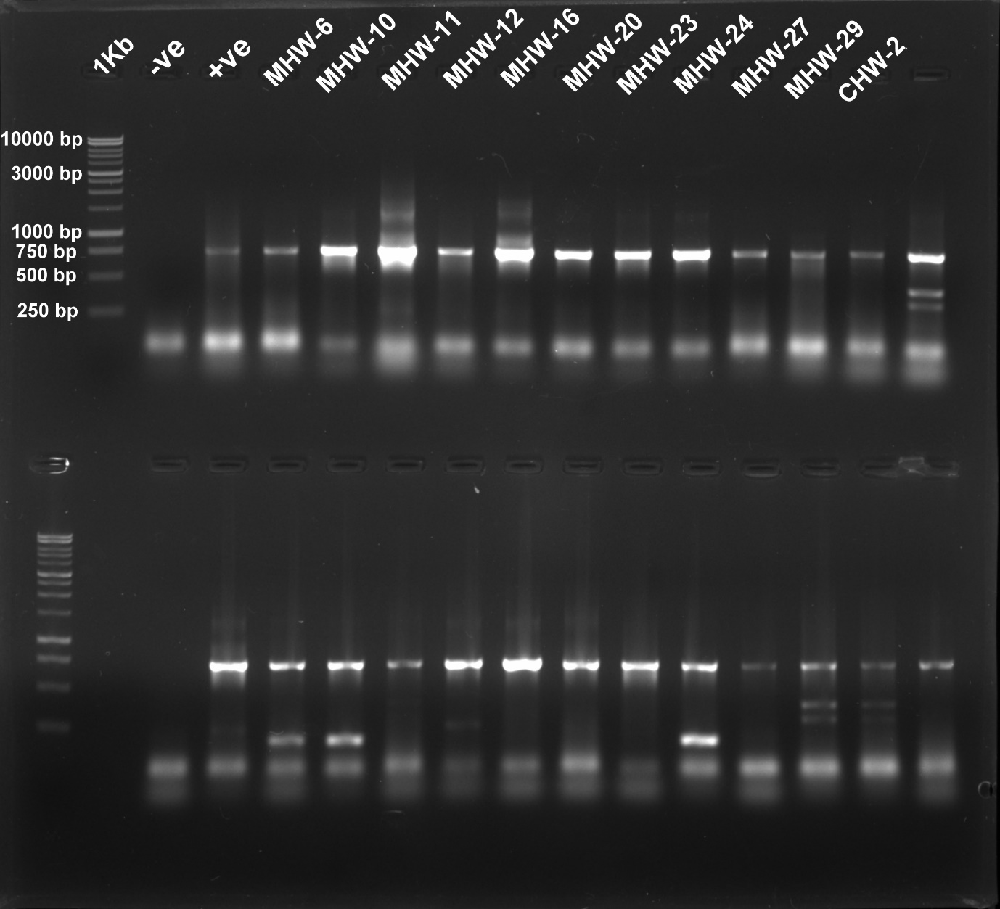 1Kb -ve +ve MHW-6 MHW-10 MHW-11 MHW-12 MHW-16 MHW-20 MHW-23 MHW-24 MHW-27 MHW-29 CHW-2
10000 bp
3000 bp
1000 bp
750 bp
500 bp
250 bp